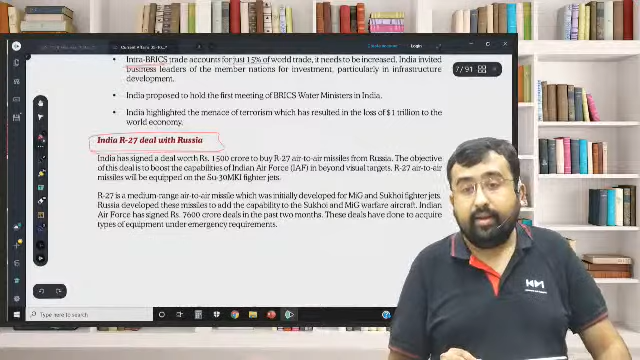 Current Affairs 30-10...
Login
7 / 91
Intra-BRICS trade accounts for just 15% of world trade, it needs to be increased. India invited
business leaders of the member nations for investment, particularly in infrastructure
development.
• India proposed to hold the first meeting of BRICS Water Ministers in India.
• India highlighted the menace of terrorism which has resulted in the loss of $1 trillion to the
world economy.
India R-27 deal with Russia
India has signed a deal worth Rs. 1500 crore to buy R-27 air-to-air missiles from Russia. The objective
of this deal is to boost the capabilities of Indian Air Force (IAF) in beyond visual targets. R-27 air-to-air
missiles will be equipped on the Su-30MKI fighter jets.
R-27 is a medium-range air-to-air missile which was initially developed for MiG and Sukhoi fighter jets.
Russia developed these missiles to add the capability to the Sukhoi and MiG warfare aircraft. Indian
Air Force has signed Rs. 7600 crore deals in the past two months. These deals have done to acquire
types of equipment under emergency requirements.
Type here to search